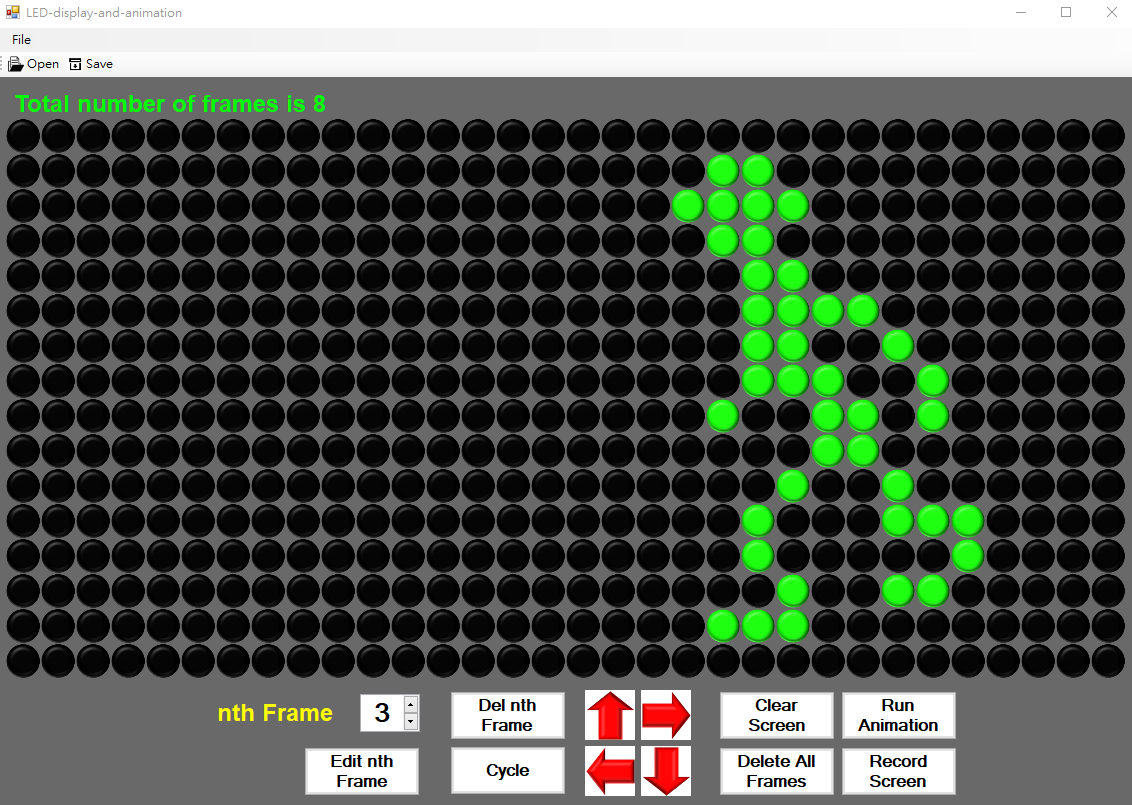 LED-display-and-animation
File
Open Save
Total number of frames is 8
nth Frame 3
Del nth
Frame
Clear
Screen
Run
Animation
Edit nth
Frame
Cycle
Delete All
Frames
Record
Screen